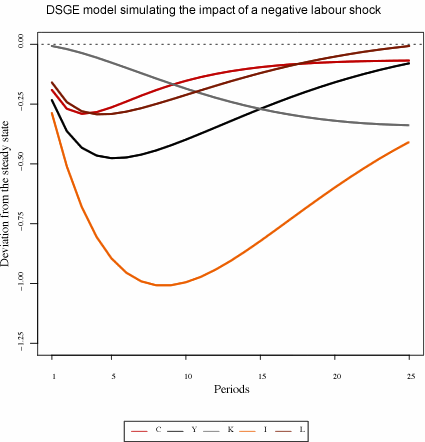 DSGE model simulating the impact of a negative labour shock
Deviation from the steady state
0.00
−0.25
−0.50
−0.75
−1.00
−1.25
1 5 10 15 20 25
Periods
C Y K I L